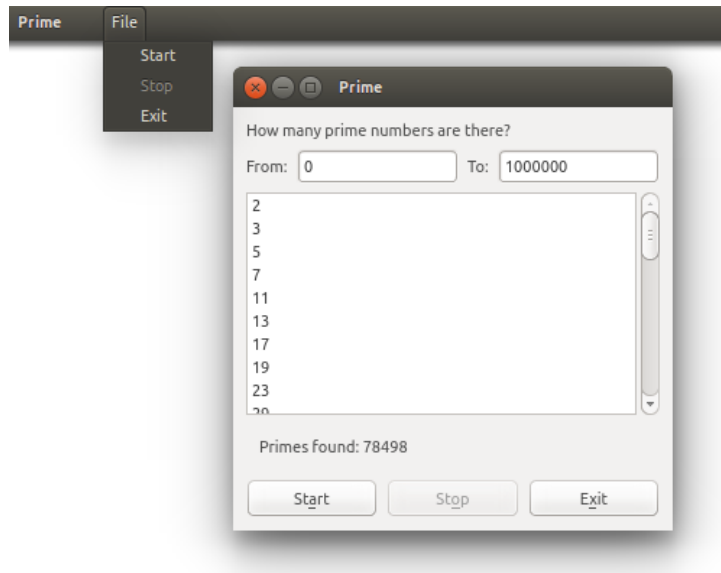 Prime File
Start
Stop
Exit
Prime
How many prime numbers are there?
From: 0 To: 1000000
2
3
5
7
11
13
17
19
23
29
Primes found: 78498
Start Stop Exit